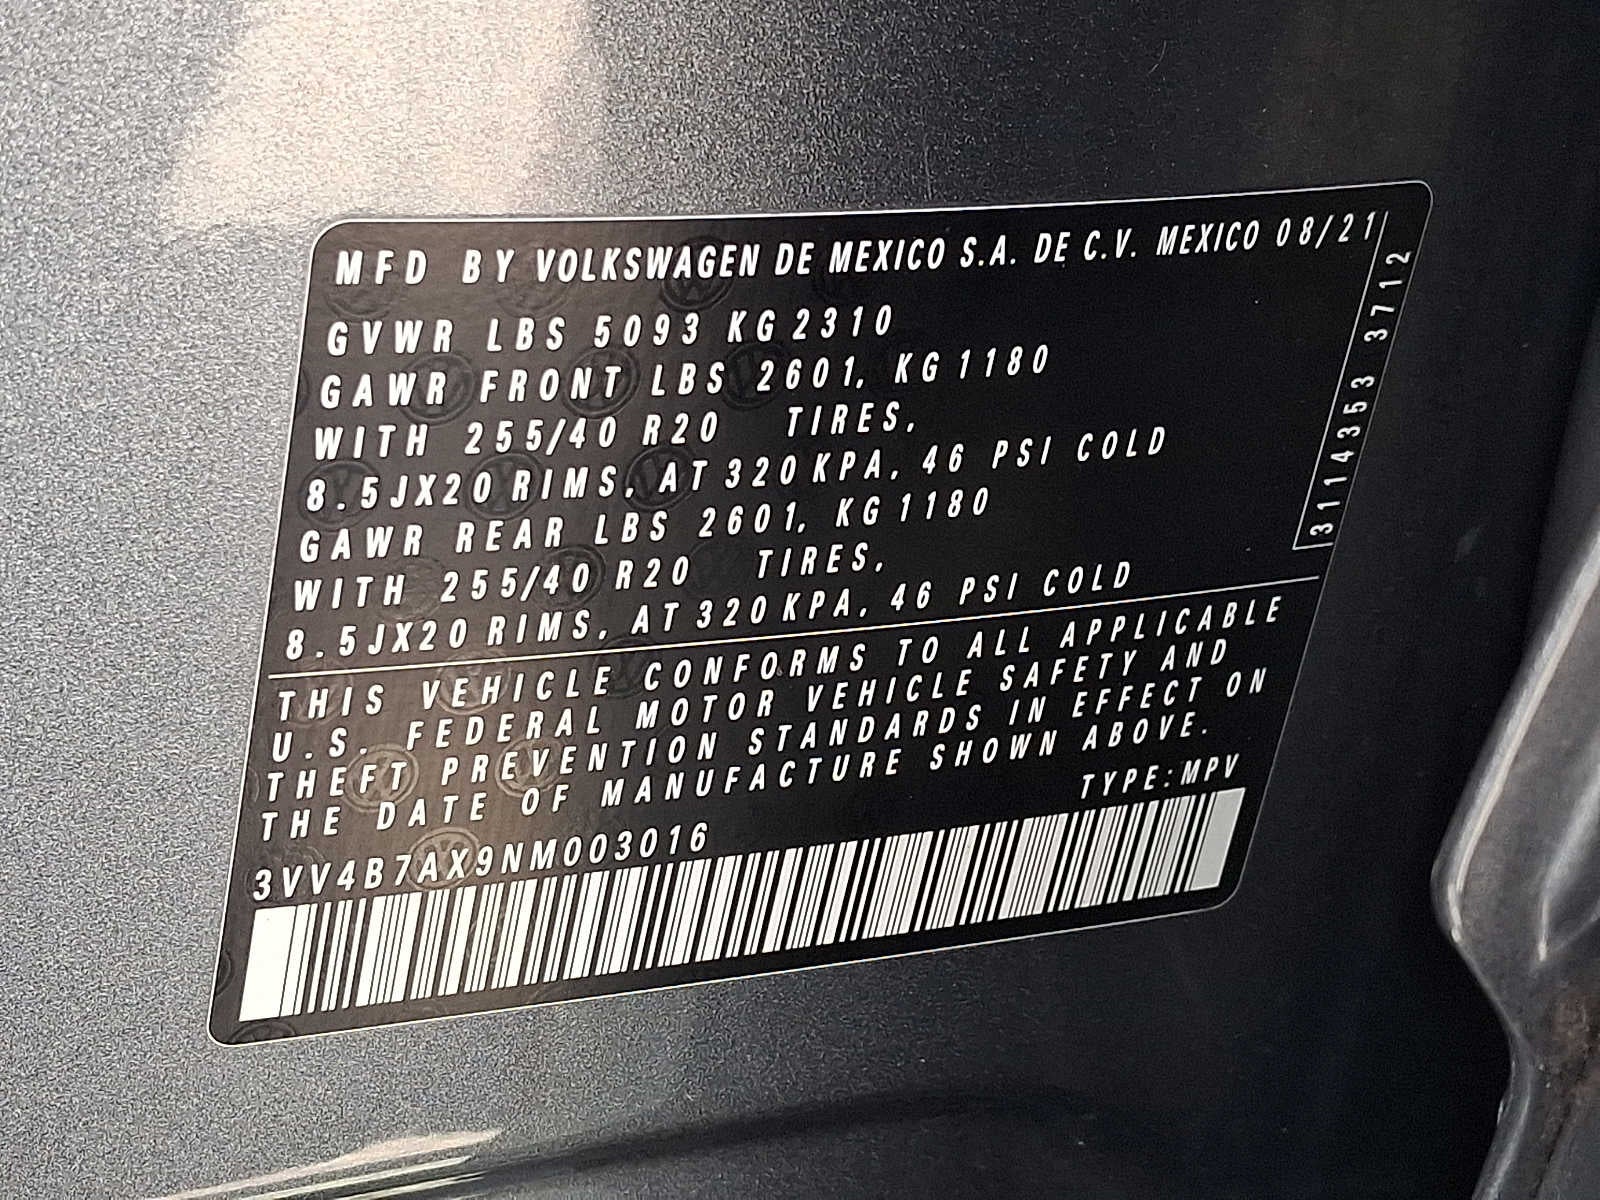 MFD BY VOLKSWAGEN DE MEXICO S.A. DE C.V. MEXICO 08/21
GVWR LBS 5093 KG 2310
GAWR FRONT LBS 2601, KG 1180
WITH 255/40 R20 TIRES,
8.5JX20 RIMS, AT 320 KPA, 46 PSI COLD
GAWR REAR LBS 2601, KG 1180
WITH 255/40 R20 TIRES,
8.5JX20 RIMS, AT 320 KPA, 46 PSI COLD
3114353 3712
THIS VEHICLE CONFORMS TO ALL APPLICABLE
U.S. FEDERAL MOTOR VEHICLE SAFETY AND
THEFT PREVENTION STANDARDS IN EFFECT ON
THE DATE OF MANUFACTURE SHOWN ABOVE.
TYPE:MPV
3VV4B7AX9NM003016